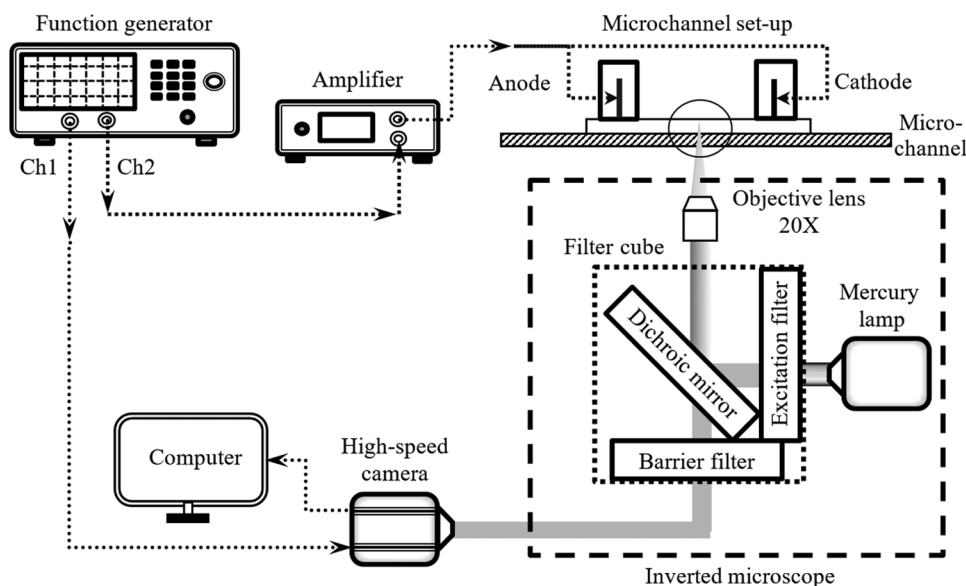 Function generator
Microchannel set-up
Amplifier
Anode
Cathode
Micro-
channel
Ch1
Ch2
Objective lens
20X
Filter cube
Mercury
lamp
Dichroic mirror
Excitation filter
Barrier filter
High-speed
camera
Computer
Inverted microscope